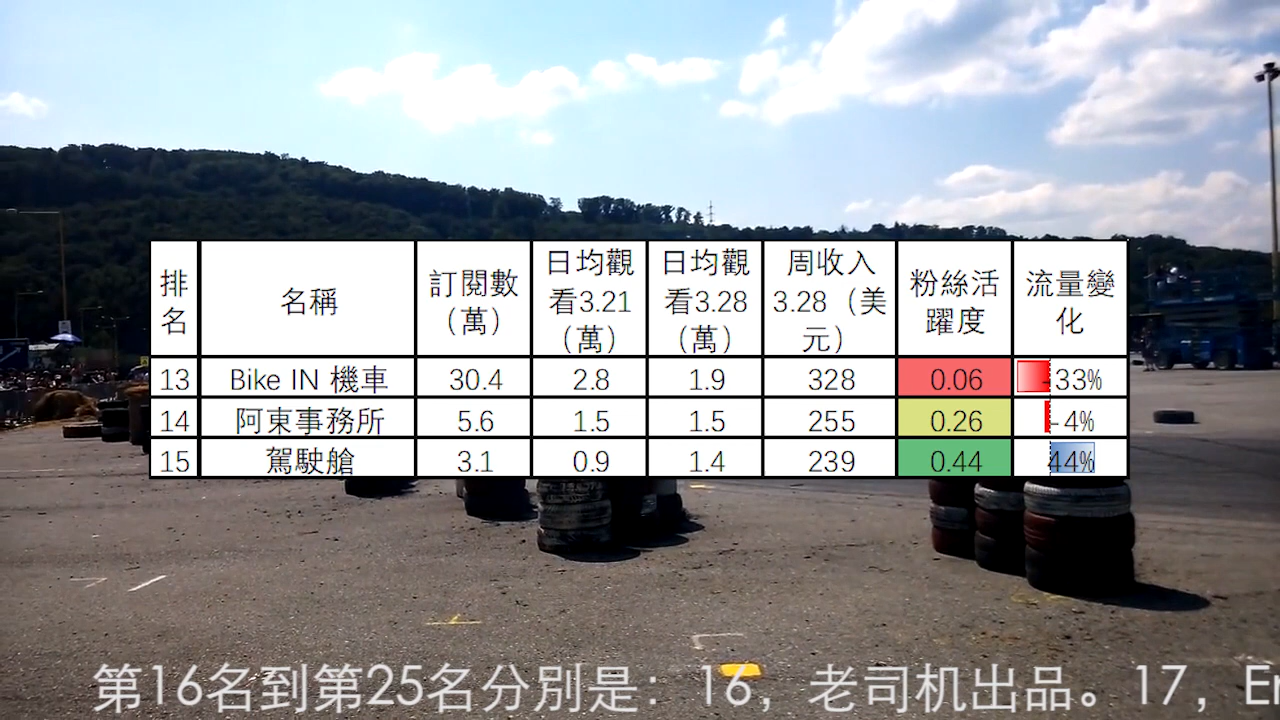 排名 名稱 訂閱數（萬） 日均觀看3.21（萬） 日均觀看3.28（萬） 周收入3.28（美元） 粉絲活躍度 流量變化
13 Bike IN 機車 30.4 2.8 1.9 328 0.06 -33%
14 阿東事務所 5.6 1.5 1.5 255 0.26 -4%
15 駕駛艙 3.1 0.9 1.4 239 0.44 44%
第16名到第25名分別是：16，老司机出品。17，